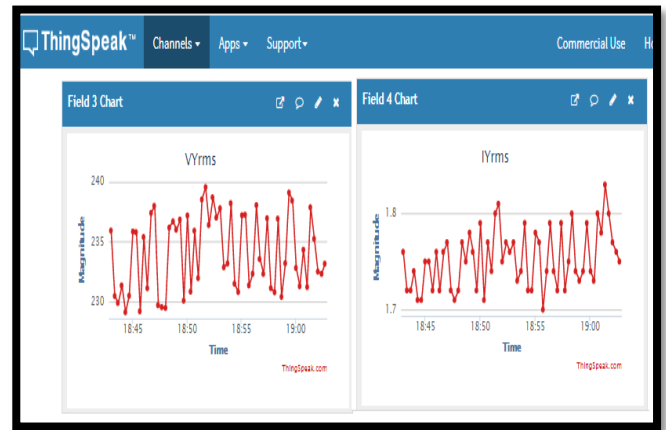 ThingSpeak™ Channels Apps Support Commercial Use
Field 3 Chart
VYrms
240
235
230
Magnitude
18:45 18:50 18:55 19:00
Time
ThingSpeak.com
Field 4 Chart
IYrms
1.8
1.7
Magnitude
18:45 18:50 18:55 19:00
Time
ThingSpeak.com